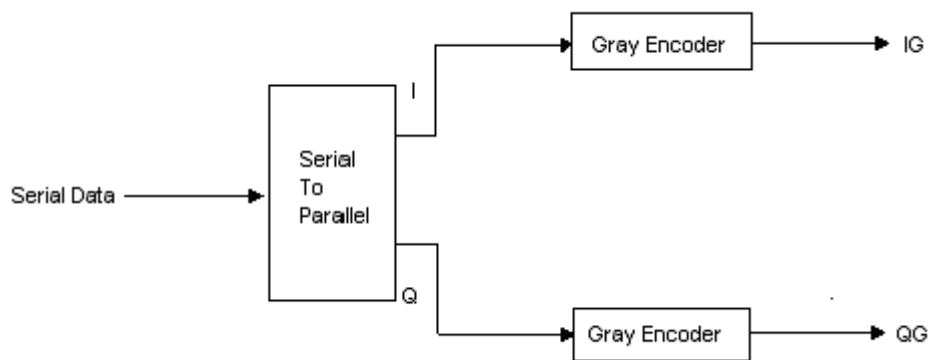 Gray Encoder
IG
I
Serial
To
Parallel
Serial Data
Q
Gray Encoder
QG